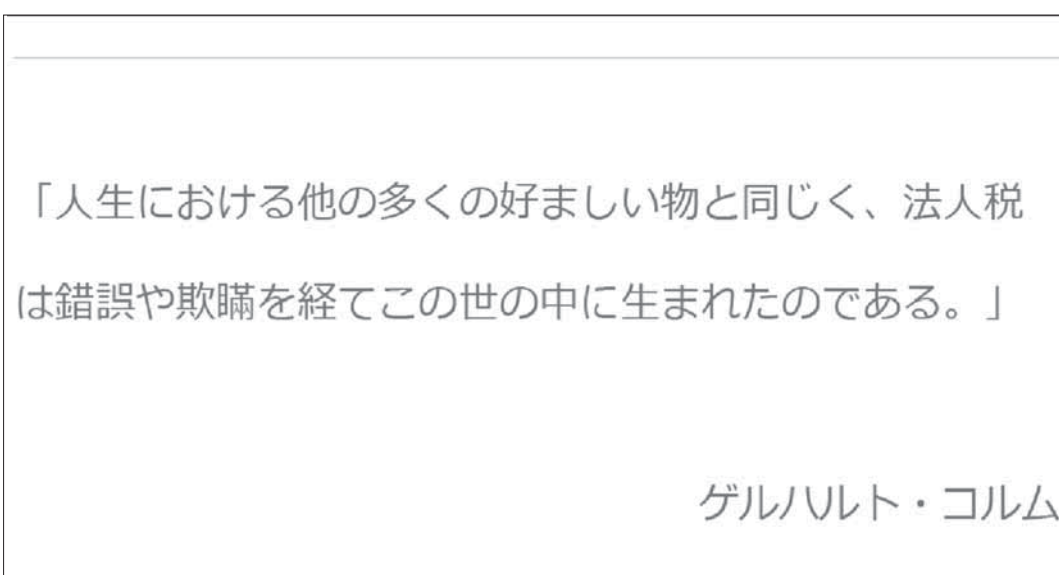 「人生における他の多くの好ましい物と同じく、法人税
は錯誤や欺瞞を経てこの世の中に生まれたのである。」
ゲルハルト・コルム